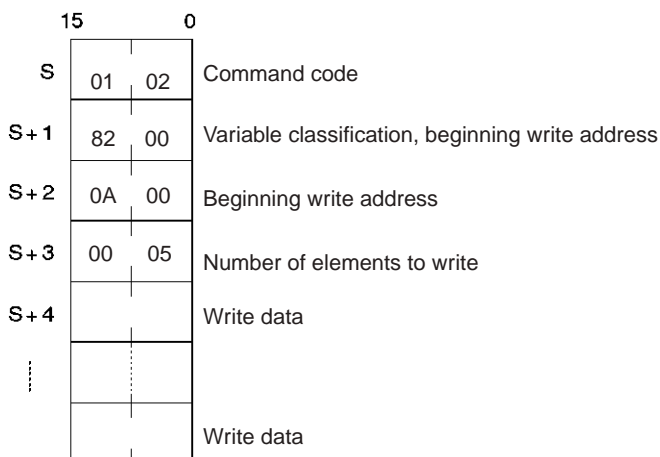 15 0
S 01 02 Command code
S+1 82 00 Variable classification, beginning write address
S+2 0A 00 Beginning write address
S+3 00 05 Number of elements to write
S+4 Write data
Write data